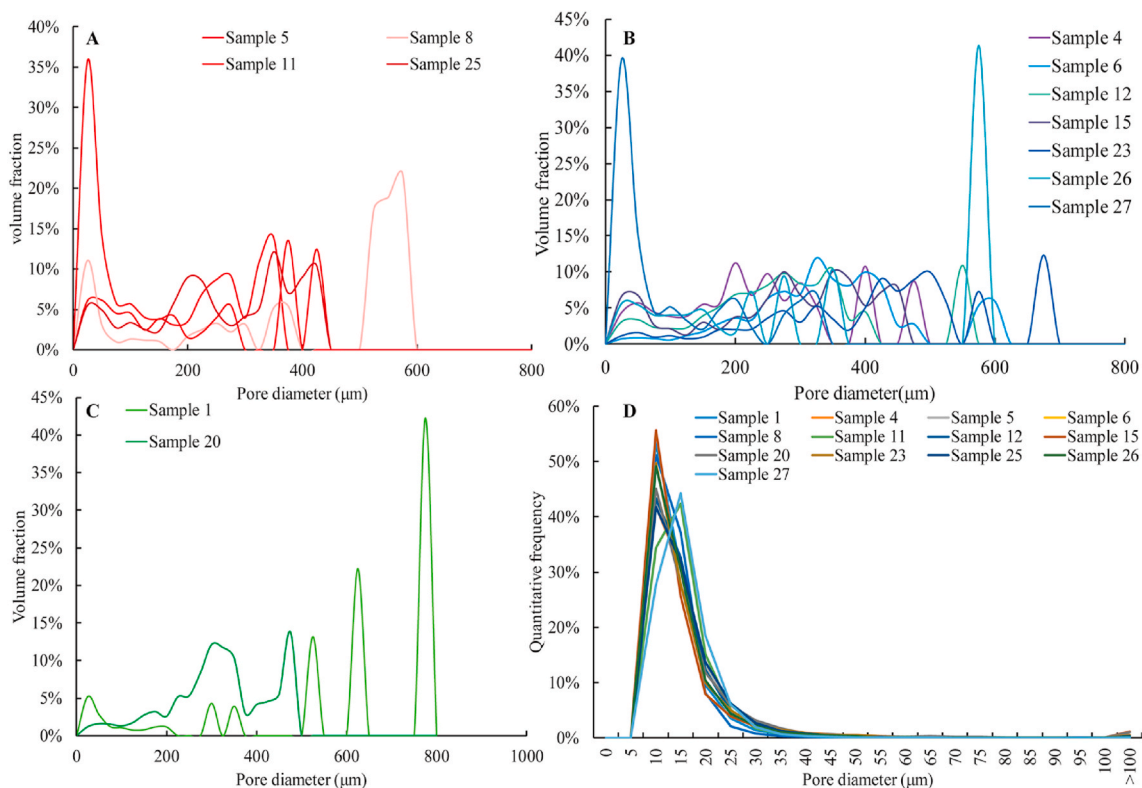 A
Sample 5 Sample 8
Sample 11 Sample 25
40%
35%
30%
25%
20%
15%
10%
5%
0%
volume fraction
0 200 400 600 800
Pore diameter (μm)
B
Sample 4
Sample 6
Sample 12
Sample 15
Sample 23
Sample 26
Sample 27
45%
40%
35%
30%
25%
20%
15%
10%
5%
0%
Volume fraction
0 200 400 600 800
Pore diameter(μm)
C
Sample 1
Sample 20
45%
40%
35%
30%
25%
20%
15%
10%
5%
0%
Volume fraction
0 200 400 600 800 1000
Pore diameter (μm)
D
Sample 1 Sample 4 Sample 5 Sample 6
Sample 8 Sample 11 Sample 12 Sample 15
Sample 20 Sample 23 Sample 25 Sample 26
Sample 27
60%
50%
40%
30%
20%
10%
0%
Quantitative frequency
0 5 10 15 20 25 30 35 40 45 50 55 60 65 70 75 80 85 90 95 100 >100
Pore diameter (μm)